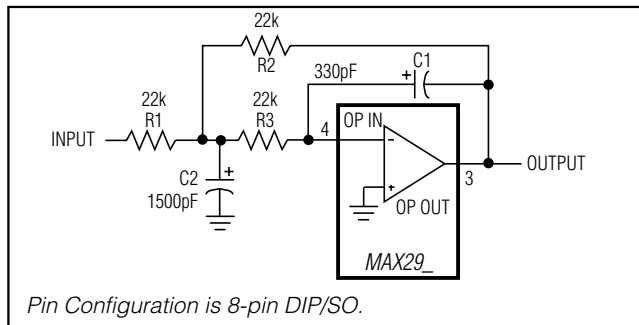 22k
R2
330pF
C1
+
22k
R1
22k
R3
4
OP IN
INPUT
-
OUTPUT
3
C2
+
1500pF
+
OP OUT
MAX29_
Pin Configuration is 8-pin DIP/SO.